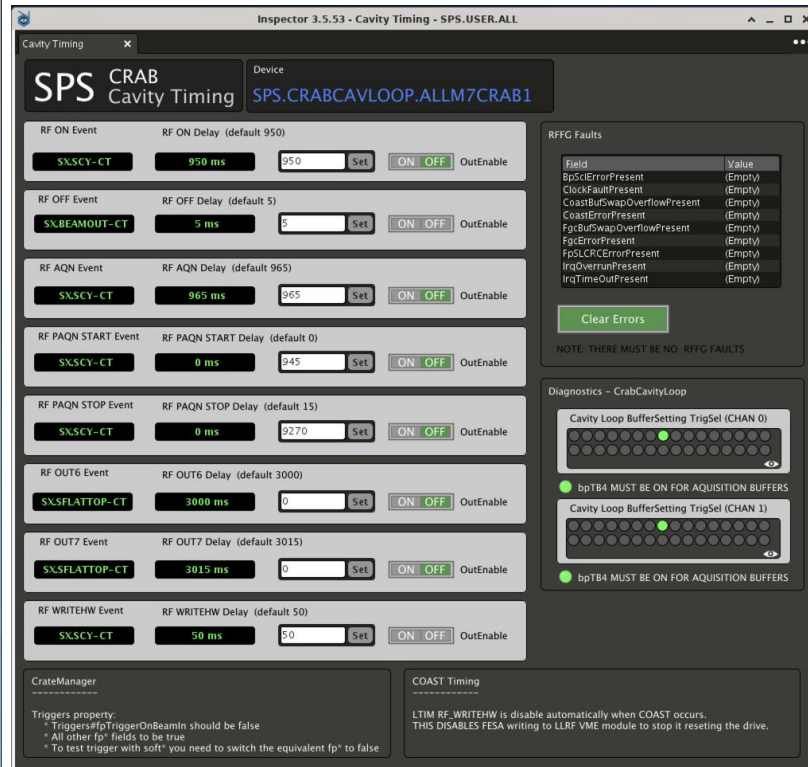 Inspector 3.5.53 - Cavity Timing - SPS.USER.ALL
Cavity Timing ×
SPS CRAB Cavity Timing
Device
SPS.CRABCAVLOOP.ALLM7CRAB1
RF ON Event RF ON Delay (default 950)
SX.SCY-CT 950 ms 950 Set ON OFF OutEnable
RF OFF Event RF OFF Delay (default 5)
SX.BEAMOUT-CT 5 ms 5 Set ON OFF OutEnable
RF AQN Event RF AQN Delay (default 965)
SX.SCY-CT 965 ms 965 Set ON OFF OutEnable
RF PAQN START Event RF PAQN START Delay (default 0)
SX.SCY-CT 0 ms 945 Set ON OFF OutEnable
RF PAQN STOP Event RF PAQN STOP Delay (default 15)
SX.SCY-CT 0 ms 9270 Set ON OFF OutEnable
RF OUT6 Event RF OUT6 Delay (default 3000)
SX.SFLATTOP-CT 3000 ms 0 Set ON OFF OutEnable
RF OUT7 Event RF OUT7 Delay (default 3015)
SX.SFLATTOP-CT 3015 ms 0 Set ON OFF OutEnable
RF WRITEHW Event RF WRITEHW Delay (default 50)
SX.SCY-CT 50 ms 50 Set ON OFF OutEnable
RFFG Faults
Field Value
BpSclErrorPresent (Empty)
ClockFaultPresent (Empty)
CoastBufSwapOverflowPresent (Empty)
CoastErrorPresent (Empty)
FgcBufSwapOverflowPresent (Empty)
FgcErrorPresent (Empty)
FpSLCRCErrorPresent (Empty)
IrqOverrunPresent (Empty)
IrqTimeOutPresent (Empty)
Clear Errors
NOTE: THERE MUST BE NO RFFG FAULTS
Diagnostics - CrabCavityLoop
Cavity Loop BufferSetting TrigSel (CHAN 0)
bpTB4 MUST BE ON FOR AQUISITION BUFFERS
Cavity Loop BufferSetting TrigSel (CHAN 1)
bpTB4 MUST BE ON FOR AQUISITION BUFFERS
CrateManager
------------
Triggers property:
* Triggers#fpTriggerOnBeamIn should be false
* All other fp* fields to be true
* To test trigger with soft* you need to switch the equivalent fp* to false
COAST Timing
------------
LTIM RF_WRITEHW is disable automatically when COAST occurs.
THIS DISABLES FESA writing to LLRF VME module to stop it reseting the drive.